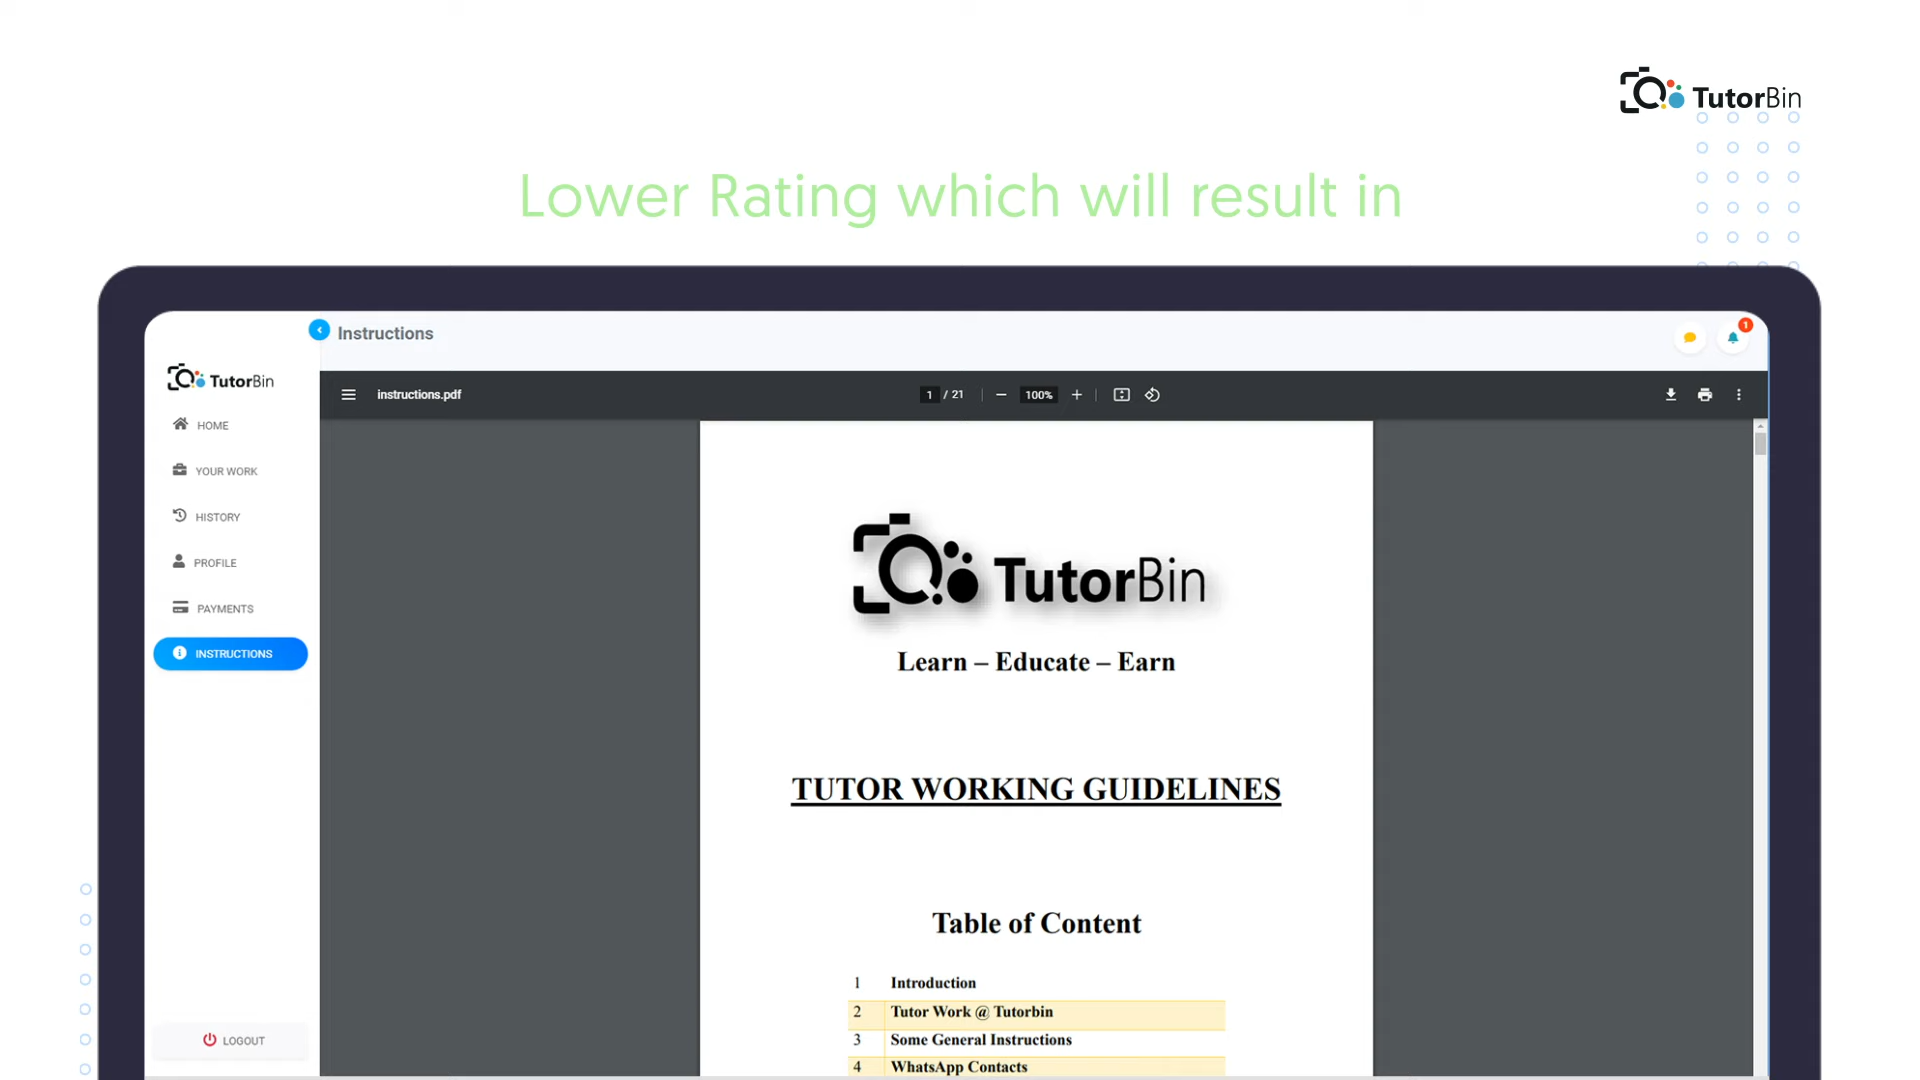 TutorBin
Lower Rating which will result in
Instructions
1
TutorBin
instructions.pdf
1 / 21
100%
HOME
YOUR WORK
HISTORY
PROFILE
PAYMENTS
INSTRUCTIONS
LOGOUT
TutorBin
Learn – Educate – Earn
TUTOR WORKING GUIDELINES
Table of Content
1 Introduction
2 Tutor Work @ Tutorbin
3 Some General Instructions
4 WhatsApp Contacts